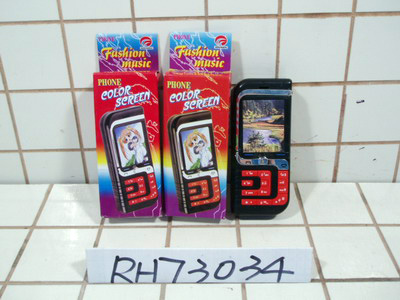 Fashion
music
PHONE
COLOR
SCREEN
Fashion
music
PHONE
COLOR
SCREEN
RH73034